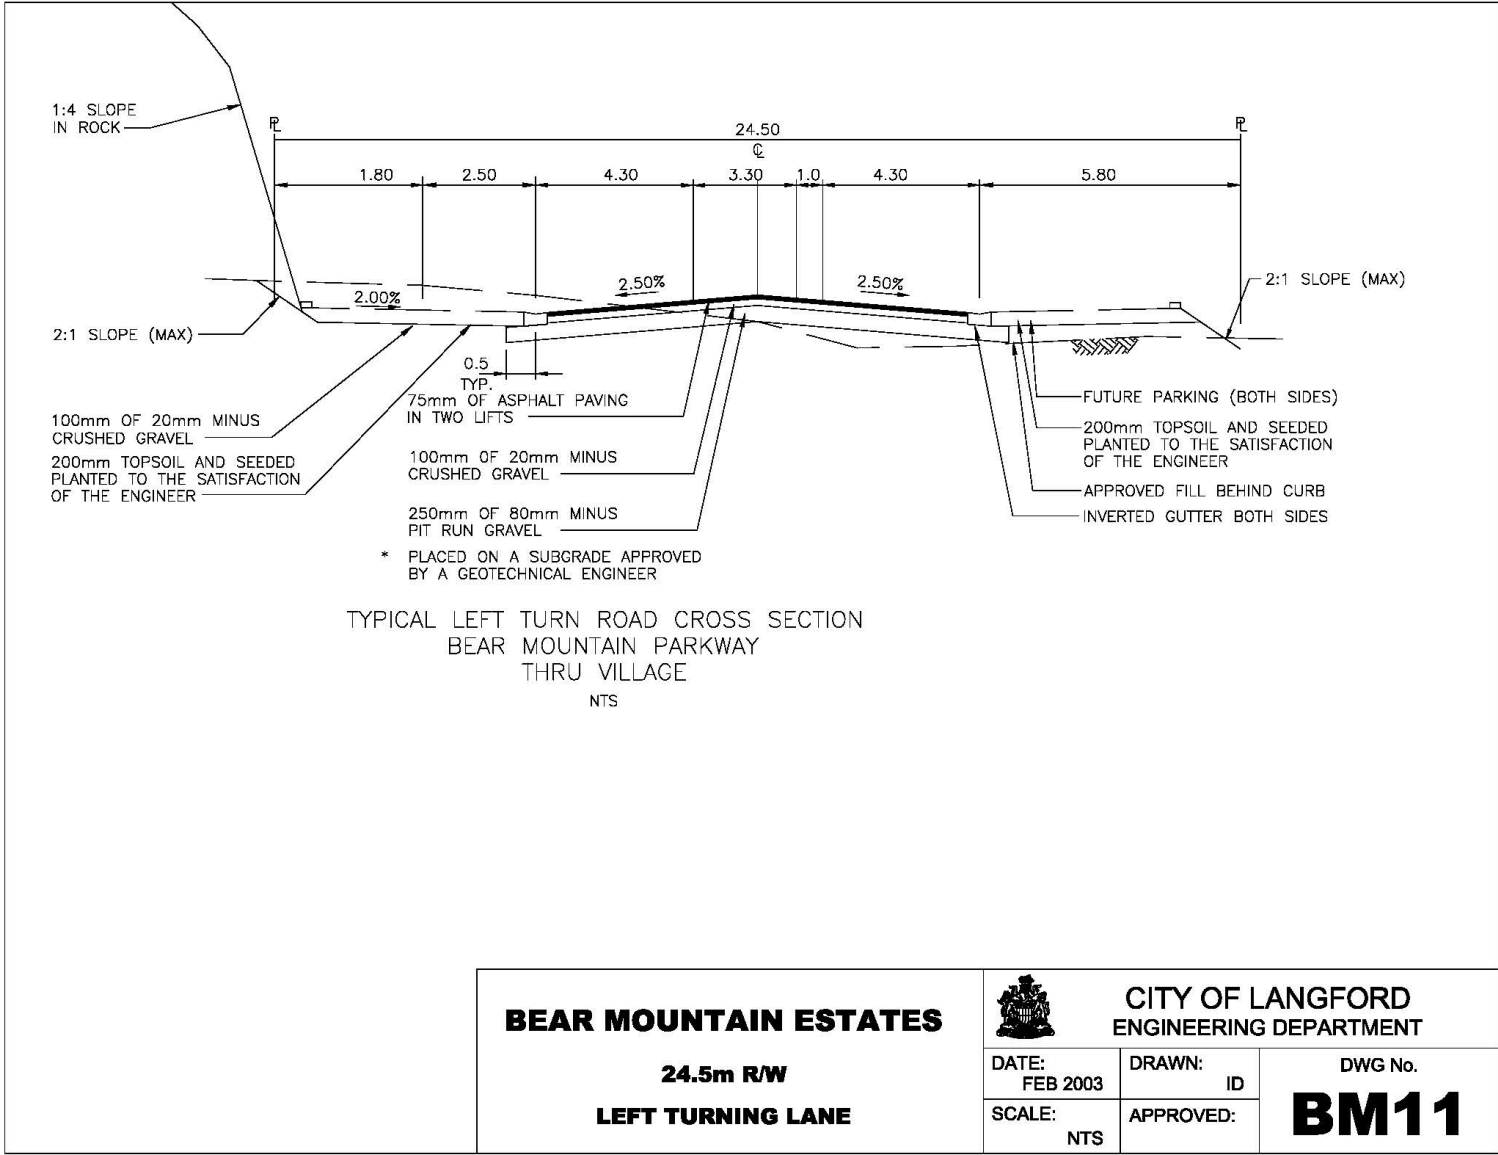 1:4 SLOPE
IN ROCK
PL
PL
24.50
CL
1.80
2.50
4.30
3.30
1.0
4.30
5.80
2:1 SLOPE (MAX)
2.50%
2.50%
2.00%
2:1 SLOPE (MAX)
0.5
TYP.
75mm OF ASPHALT PAVING
IN TWO LIFTS
FUTURE PARKING (BOTH SIDES)
100mm OF 20mm MINUS
CRUSHED GRAVEL
200mm TOPSOIL AND SEEDED
PLANTED TO THE SATISFACTION
OF THE ENGINEER
200mm TOPSOIL AND SEEDED
PLANTED TO THE SATISFACTION
OF THE ENGINEER
100mm OF 20mm MINUS
CRUSHED GRAVEL
APPROVED FILL BEHIND CURB
INVERTED GUTTER BOTH SIDES
250mm OF 80mm MINUS
PIT RUN GRAVEL
* PLACED ON A SUBGRADE APPROVED
BY A GEOTECHNICAL ENGINEER
TYPICAL LEFT TURN ROAD CROSS SECTION
BEAR MOUNTAIN PARKWAY
THRU VILLAGE
NTS
BEAR MOUNTAIN ESTATES
24.5m R/W
LEFT TURNING LANE
CITY OF LANGFORD
ENGINEERING DEPARTMENT
DATE:
FEB 2003
DRAWN:
ID
SCALE:
NTS
APPROVED:
DWG No.
BM11